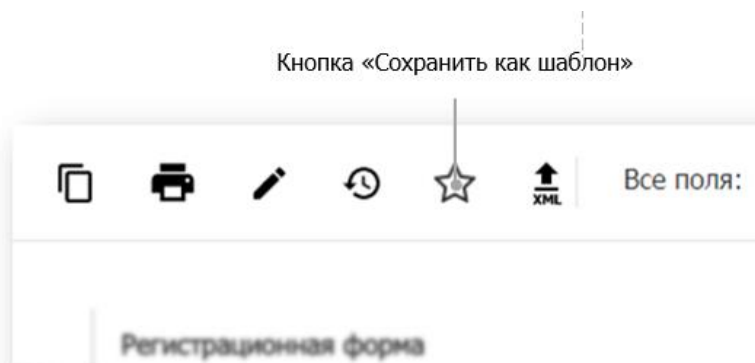 Кнопка «Сохранить как шаблон»
XML
Все поля:
Регистрационная форма